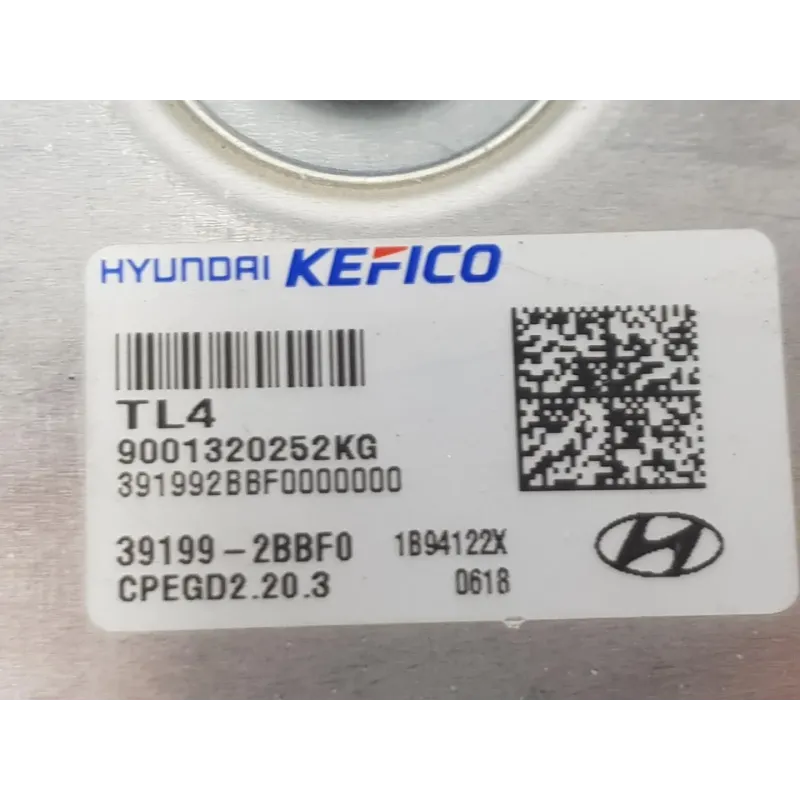 HYUNDAI KEFICO
TL4
9001320252KG
391992BBF0000000
39199-2BBF0 1B94122X
CPEGD2.20.3 0618